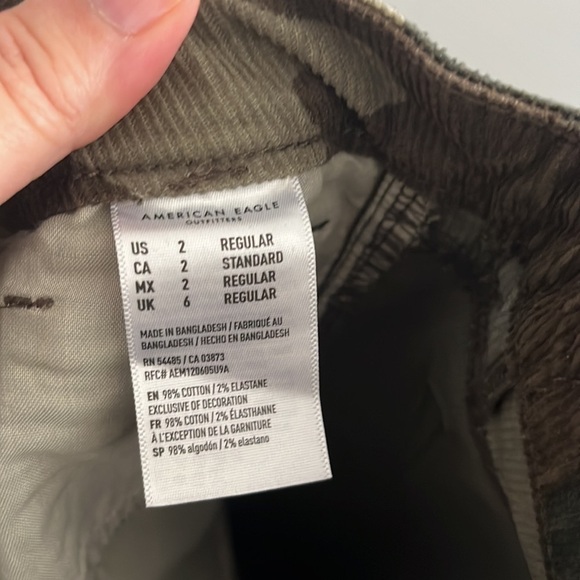 AMERICAN EAGLE
OUTFITTERS
US 2 REGULAR
CA 2 STANDARD
MX 2 REGULAR
UK 6 REGULAR
MADE IN BANGLADESH / FABRIQUÉ AU
BANGLADESH / HECHO EN BANGLADESH
RN 54485 / CA 03873
RFC# AEM120605U9A
EN 98% COTTON / 2% ELASTANE
EXCLUSIVE OF DECORATION
FR 98% COTON / 2% ÉLASTHANNE
À L'EXCEPTION DE LA GARNITURE
SP 98% algodón / 2% elastano